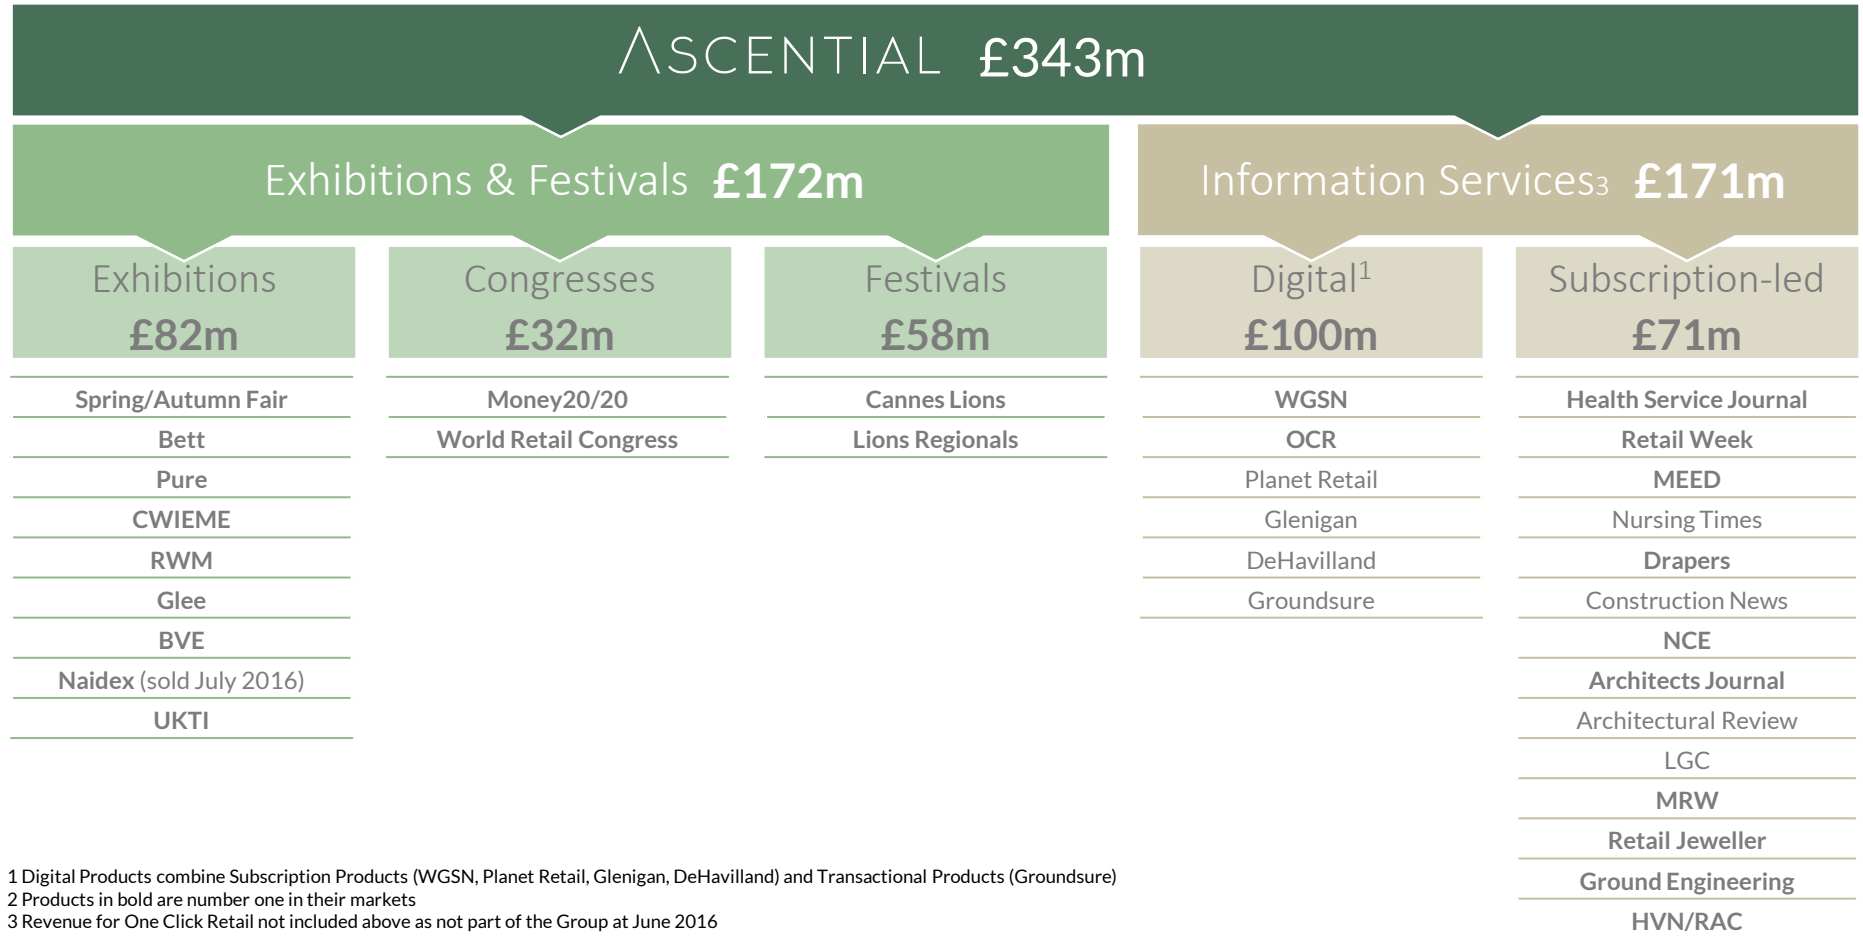 ASCENTIAL £343m
Exhibitions & Festivals £172m
Information Services3 £171m
Exhibitions
£82m
Spring/Autumn Fair
Bett
Pure
CWIEME
RWM
Glee
BVE
Naidex (sold July 2016)
UKTI
Congresses
£32m
Money20/20
World Retail Congress
Festivals
£58m
Cannes Lions
Lions Regionals
Digital1
£100m
WGSN
OCR
Planet Retail
Glenigan
DeHavilland
Groundsure
Subscription-led
£71m
Health Service Journal
Retail Week
MEED
Nursing Times
Drapers
Construction News
NCE
Architects Journal
Architectural Review
LGC
MRW
Retail Jeweller
Ground Engineering
HVN/RAC
1 Digital Products combine Subscription Products (WGSN, Planet Retail, Glenigan, DeHavilland) and Transactional Products (Groundsure)
2 Products in bold are number one in their markets
3 Revenue for One Click Retail not included above as not part of the Group at June 2016